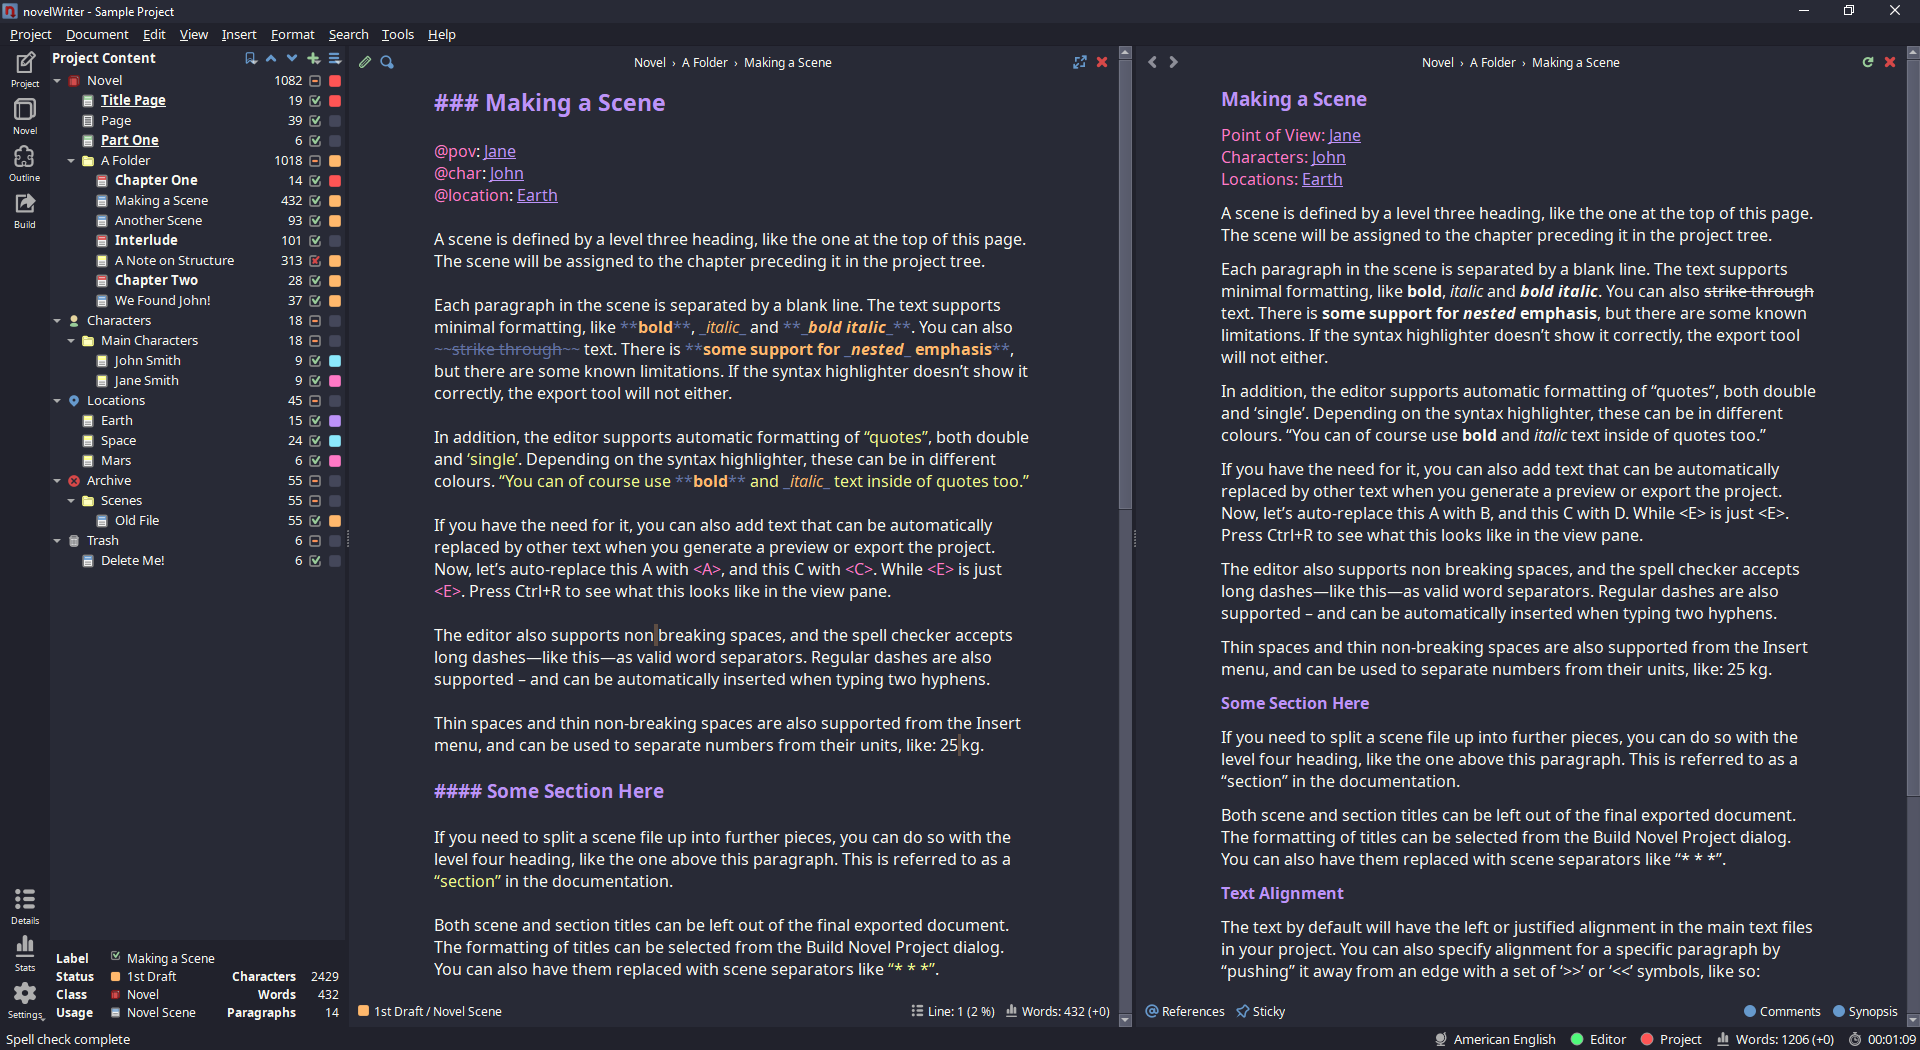 novelWriter - Sample Project
Project Document Edit View Insert Format Search Tools Help
Project
Novel
Outline
Build
Details
Stats
Settings
Project Content
Novel 1082
Title Page 19
Page 39
Part One 6
A Folder 1018
Chapter One 14
Making a Scene 432
Another Scene 93
Interlude 101
A Note on Structure 313
Chapter Two 28
We Found John! 37
Characters 18
Main Characters 18
John Smith 9
Jane Smith 9
Locations 45
Earth 15
Space 24
Mars 6
Archive 55
Scenes 55
Old File 55
Trash 6
Delete Me! 6
Label Making a Scene
Status 1st Draft Characters 2429
Class Novel Words 432
Usage Novel Scene Paragraphs 14
Novel › A Folder › Making a Scene
### Making a Scene
@pov: Jane
@char: John
@location: Earth
A scene is defined by a level three heading, like the one at the top of this page.
The scene will be assigned to the chapter preceding it in the project tree.
Each paragraph in the scene is separated by a blank line. The text supports
minimal formatting, like **bold**, _italic_ and **_bold italic_**. You can also
~~strike through~~ text. There is **some support for _nested_ emphasis**,
but there are some known limitations. If the syntax highlighter doesn’t show it
correctly, the export tool will not either.
In addition, the editor supports automatic formatting of “quotes”, both double
and ‘single’. Depending on the syntax highlighter, these can be in different
colours. “You can of course use **bold** and _italic_ text inside of quotes too.”
If you have the need for it, you can also add text that can be automatically
replaced by other text when you generate a preview or export the project.
Now, let’s auto-replace this A with <A>, and this C with <C>. While <E> is just
<E>. Press Ctrl+R to see what this looks like in the view pane.
The editor also supports non breaking spaces, and the spell checker accepts
long dashes—like this—as valid word separators. Regular dashes are also
supported – and can be automatically inserted when typing two hyphens.
Thin spaces and thin non-breaking spaces are also supported from the Insert
menu, and can be used to separate numbers from their units, like: 25 kg.
#### Some Section Here
If you need to split a scene file up into further pieces, you can do so with the
level four heading, like the one above this paragraph. This is referred to as a
“section” in the documentation.
Both scene and section titles can be left out of the final exported document.
The formatting of titles can be selected from the Build Novel Project dialog.
You can also have them replaced with scene separators like “* * *”.
1st Draft / Novel Scene Line: 1 (2 %) Words: 432 (+0)
Novel › A Folder › Making a Scene
Making a Scene
Point of View: Jane
Characters: John
Locations: Earth
A scene is defined by a level three heading, like the one at the top of this page.
The scene will be assigned to the chapter preceding it in the project tree.
Each paragraph in the scene is separated by a blank line. The text supports
minimal formatting, like bold, italic and bold italic. You can also strike through
text. There is some support for nested emphasis, but there are some known
limitations. If the syntax highlighter doesn’t show it correctly, the export tool
will not either.
In addition, the editor supports automatic formatting of “quotes”, both double
and ‘single’. Depending on the syntax highlighter, these can be in different
colours. “You can of course use bold and italic text inside of quotes too.”
If you have the need for it, you can also add text that can be automatically
replaced by other text when you generate a preview or export the project.
Now, let’s auto-replace this A with B, and this C with D. While <E> is just <E>.
Press Ctrl+R to see what this looks like in the view pane.
The editor also supports non breaking spaces, and the spell checker accepts
long dashes—like this—as valid word separators. Regular dashes are also
supported – and can be automatically inserted when typing two hyphens.
Thin spaces and thin non-breaking spaces are also supported from the Insert
menu, and can be used to separate numbers from their units, like: 25 kg.
Some Section Here
If you need to split a scene file up into further pieces, you can do so with the
level four heading, like the one above this paragraph. This is referred to as a
“section” in the documentation.
Both scene and section titles can be left out of the final exported document.
The formatting of titles can be selected from the Build Novel Project dialog.
You can also have them replaced with scene separators like “* * *”.
Text Alignment
The text by default will have the left or justified alignment in the main text files
in your project. You can also specify alignment for a specific paragraph by
“pushing” it away from an edge with a set of ‘>>’ or ‘<<’ symbols, like so:
References Sticky Comments Synopsis
Spell check complete
American English Editor Project Words: 1206 (+0) 00:01:09